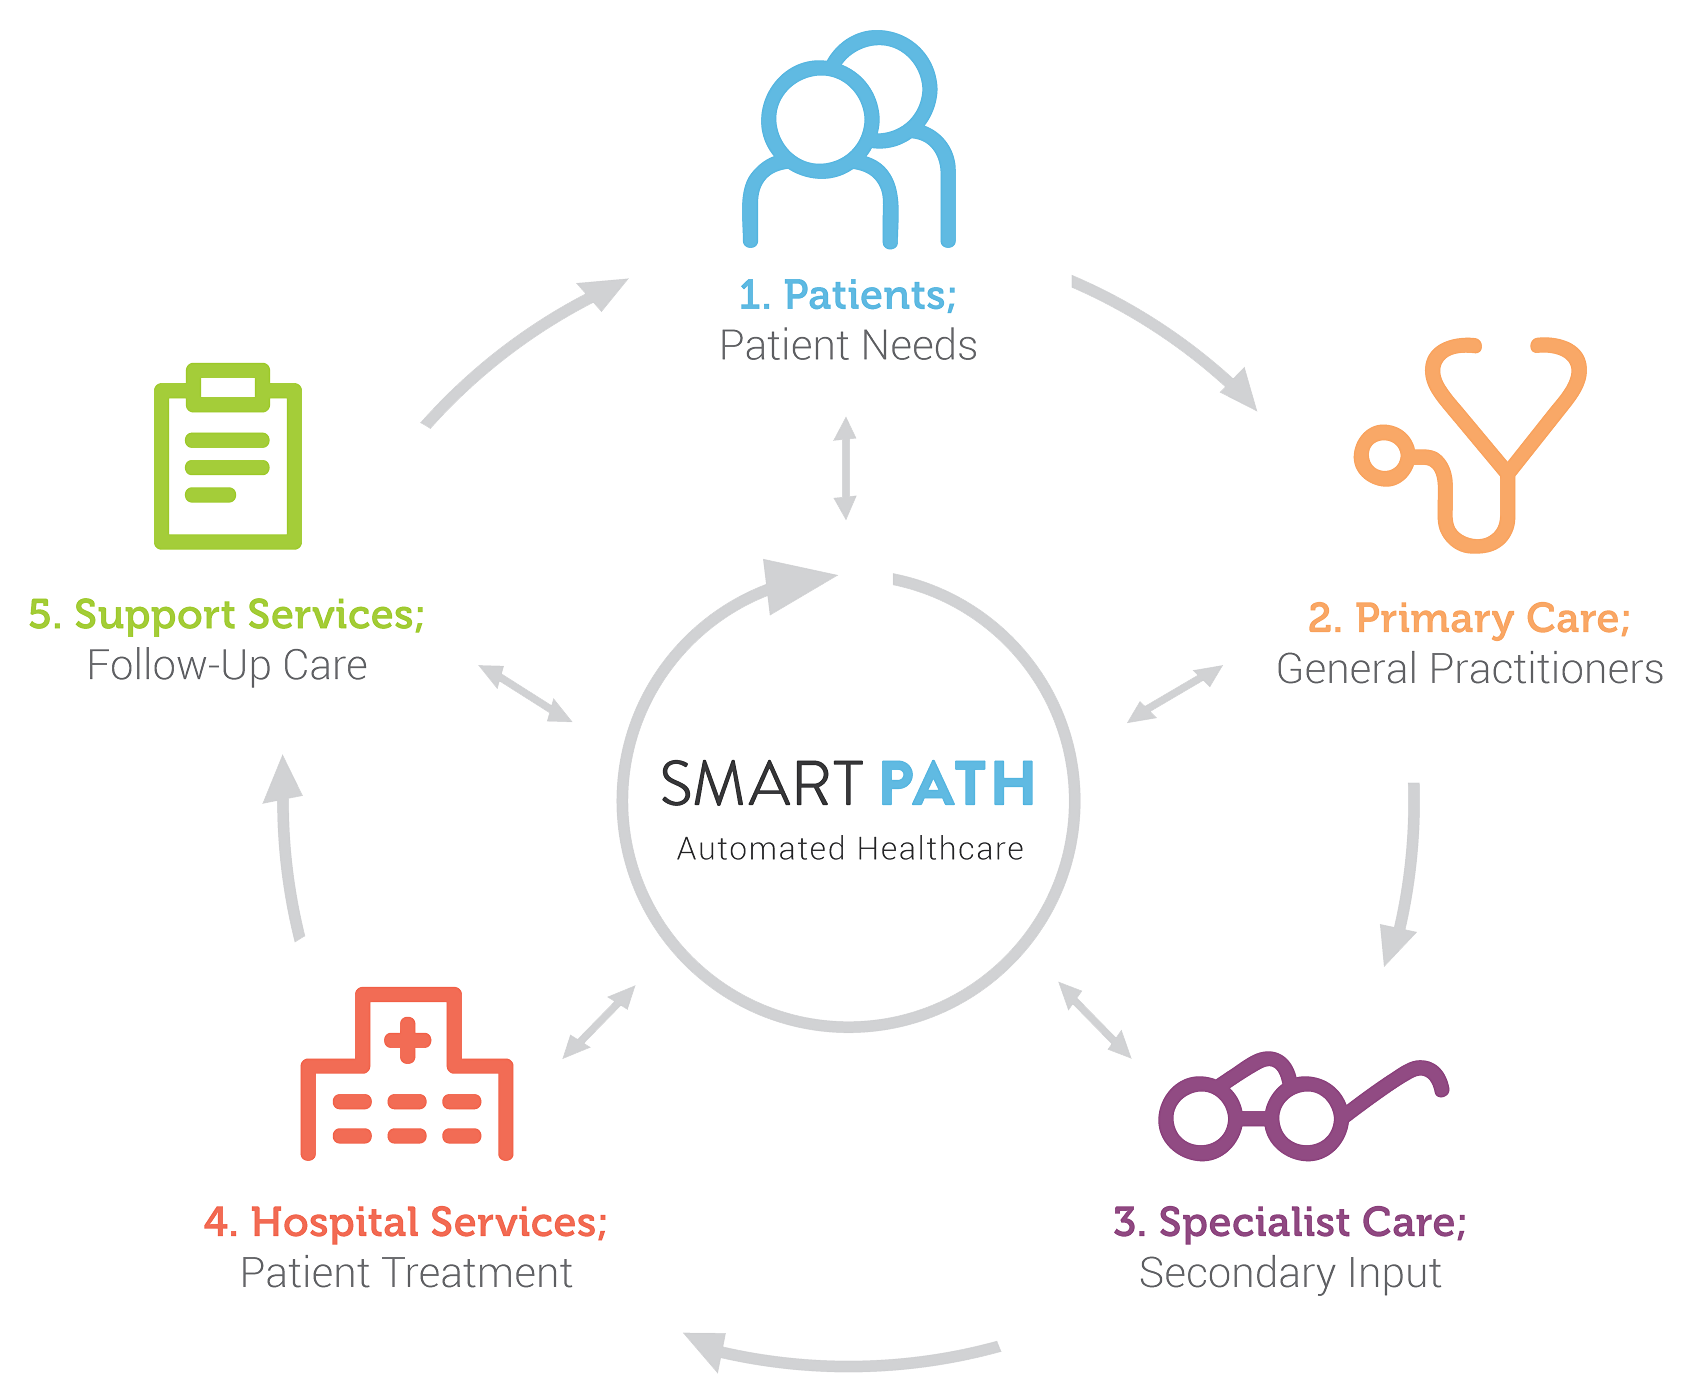 1. Patients;
Patient Needs
2. Primary Care;
General Practitioners
3. Specialist Care;
Secondary Input
4. Hospital Services;
Patient Treatment
5. Support Services;
Follow-Up Care
SMART PATH
Automated Healthcare